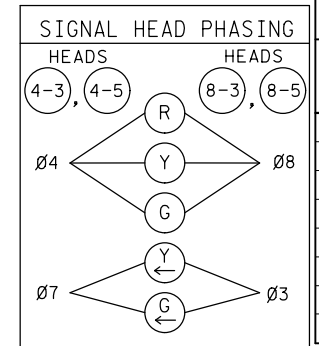 SIGNAL HEAD PHASING
HEADS HEADS
4-3, 4-5 8-3, 8-5
R
Ø4 Y Ø8
G
Y
←
Ø7 Ø3
G
←